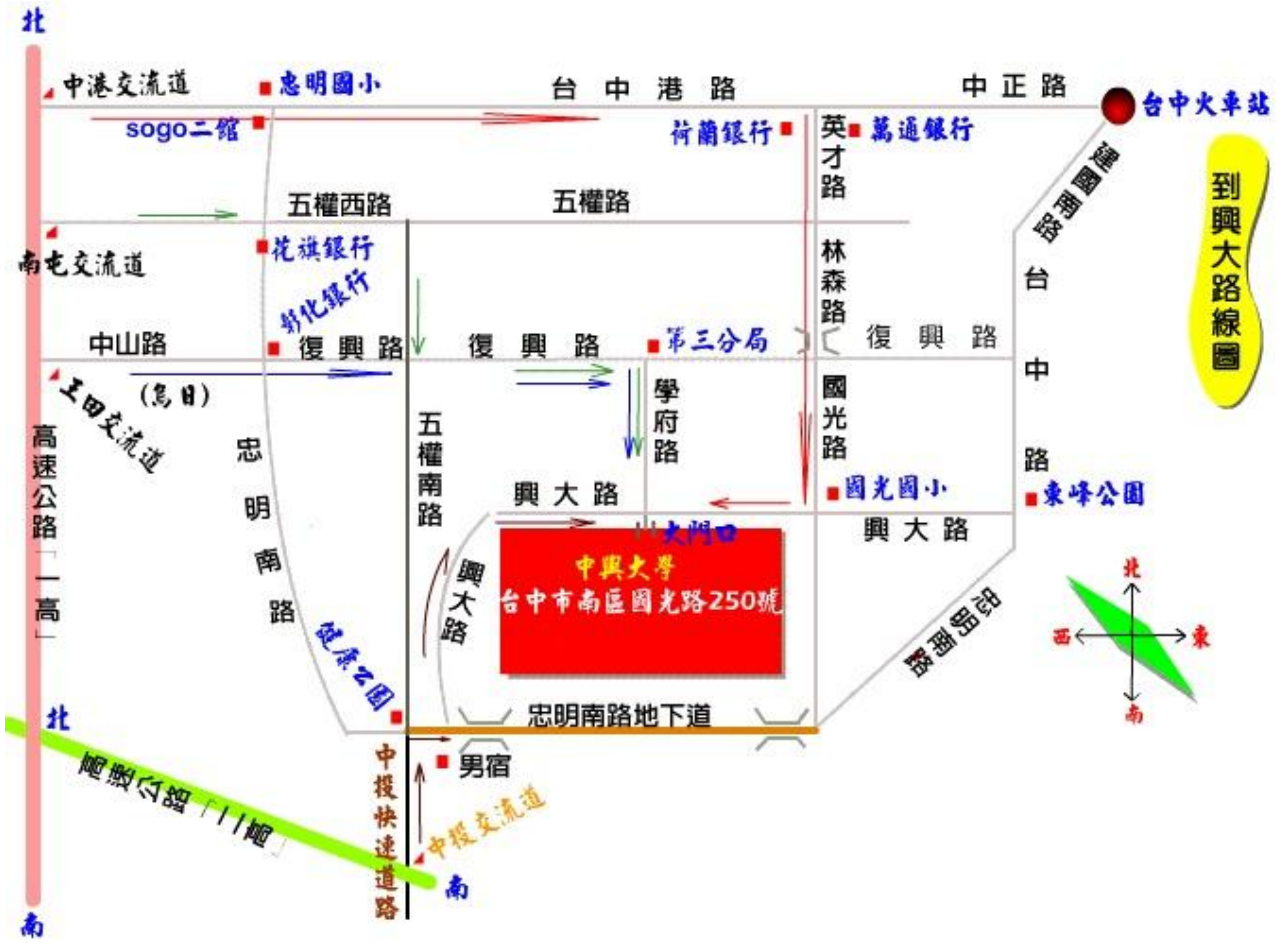 北
中港交流道
忠明國小
台中港路
中正路
台中火車站
sogo二館
荷蘭銀行
英才路
萬通銀行
建國南路
到興大路線圖
五權西路
五權路
南屯交流道
花旗銀行
彰化銀行
林森路
台中路
中山路
復興路
復興路
第三分局
復興路
王田交流道
(烏日)
高速公路「一高」
忠明南路
五權南路
學府路
國光路
興大路
國光國小
東峰公園
大門口
興大路
中興大學
台中市南區國光路250號
興大路
忠明南路
北
西
東
南
健康公園
忠明南路地下道
北
高速公路「二高」
中投快速道路
男宿
中投交流道
南
南